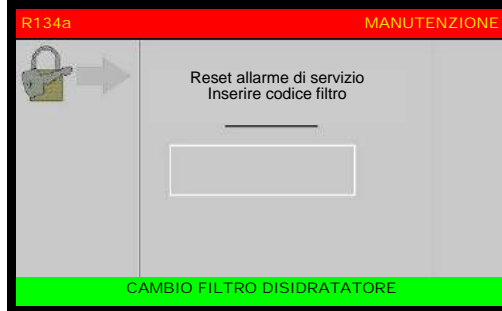 R134a MANUTENZIONE
Reset allarme di servizio
Inserire codice filtro
CAMBIO FILTRO DISIDRATATORE